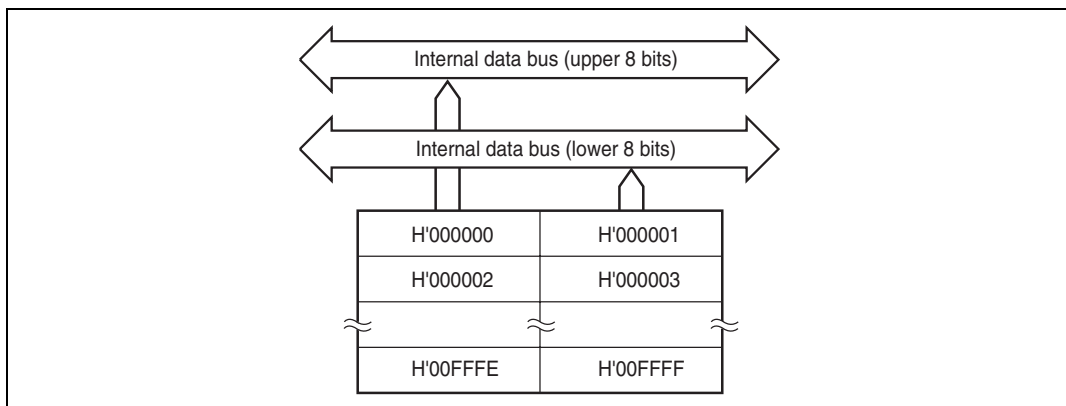 Internal data bus (upper 8 bits)
Internal data bus (lower 8 bits)
H'000000 H'000001
H'000002 H'000003
H'00FFFE H'00FFFF